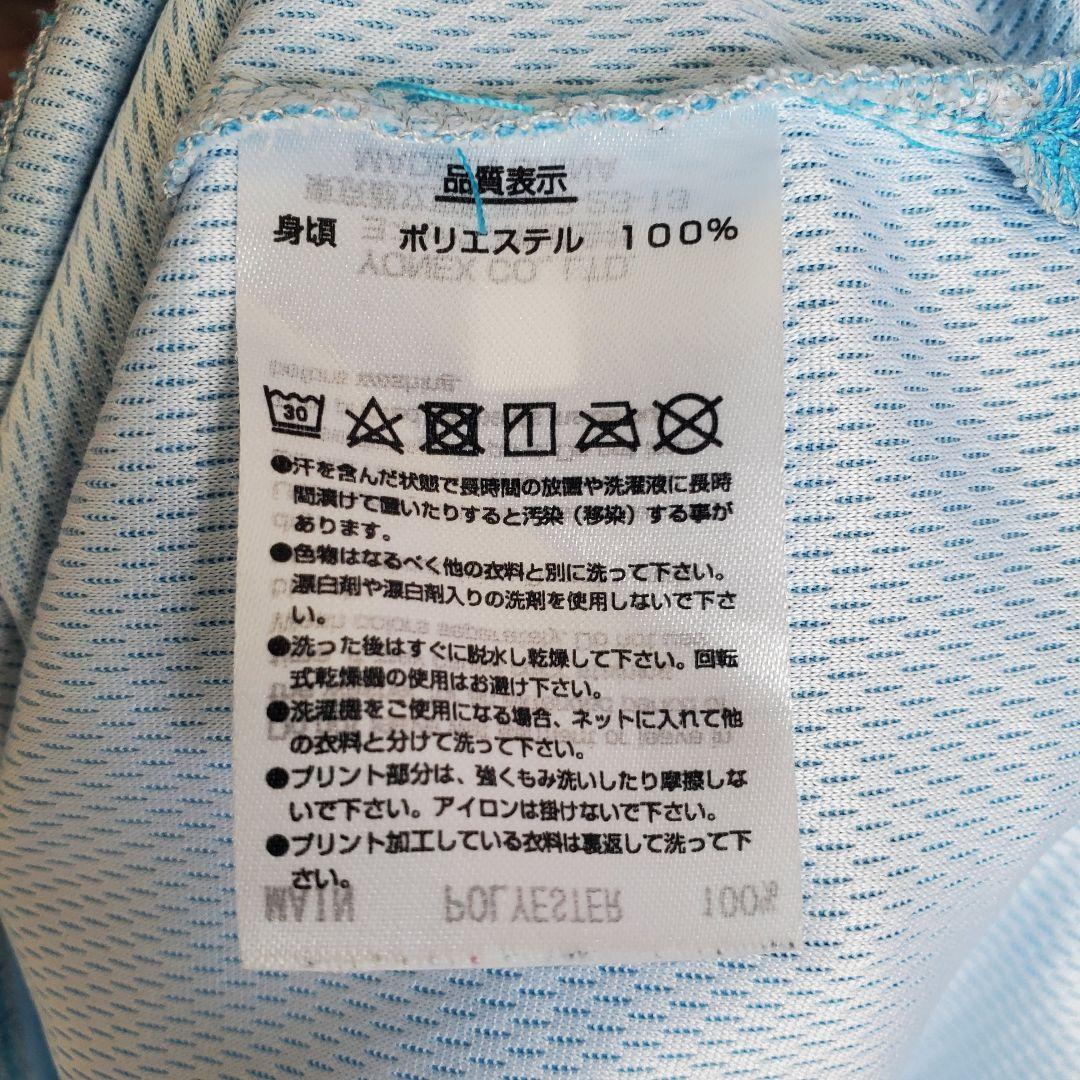 品質表示
身頃 ポリエステル 100%
30
●汗を含んだ状態で長時間の放置や洗濯液に長時
間漬けて置いたりすると汚染（移染）する事が
あります。
●色物はなるべく他の衣料と別に洗って下さい。
漂白剤や漂白剤入りの洗剤を使用しないで下さ
い。
●洗った後はすぐに脱水し乾燥して下さい。回転
式乾燥機の使用はお避け下さい。
●洗濯機をご使用になる場合、ネットに入れて他
の衣料と分けて洗って下さい。
●プリント部分は、強くもみ洗いしたり摩擦しな
いで下さい。アイロンは掛けないで下さい。
●プリント加工している衣料は裏返して洗って下
さい。
MAIN POLYESTER 100%
YONEX CO., LTD.